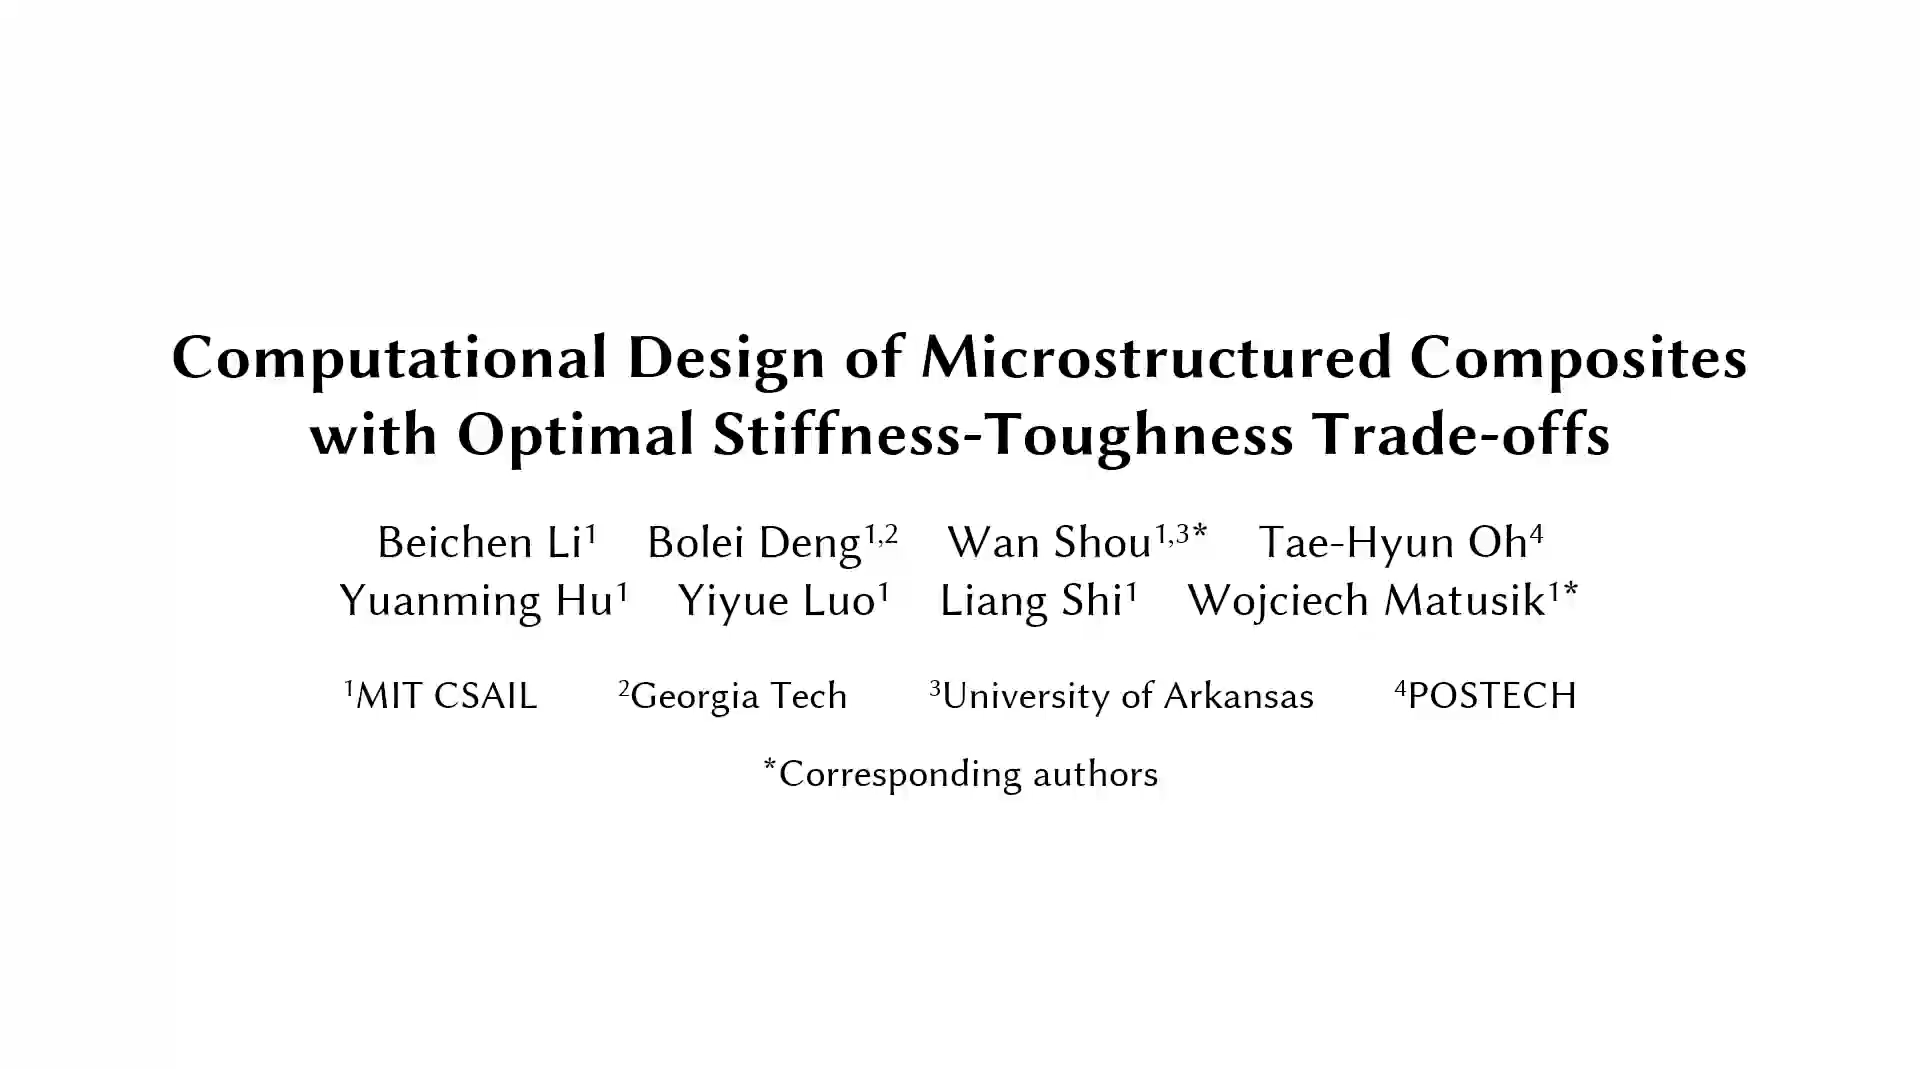 Computational Design of Microstructured Composites
with Optimal Stiffness-Toughness Trade-offs
Beichen Li¹ Bolei Deng¹,² Wan Shou¹,³* Tae-Hyun Oh⁴
Yuanming Hu¹ Yiyue Luo¹ Liang Shi¹ Wojciech Matusik¹*
¹MIT CSAIL ²Georgia Tech ³University of Arkansas ⁴POSTECH
*Corresponding authors